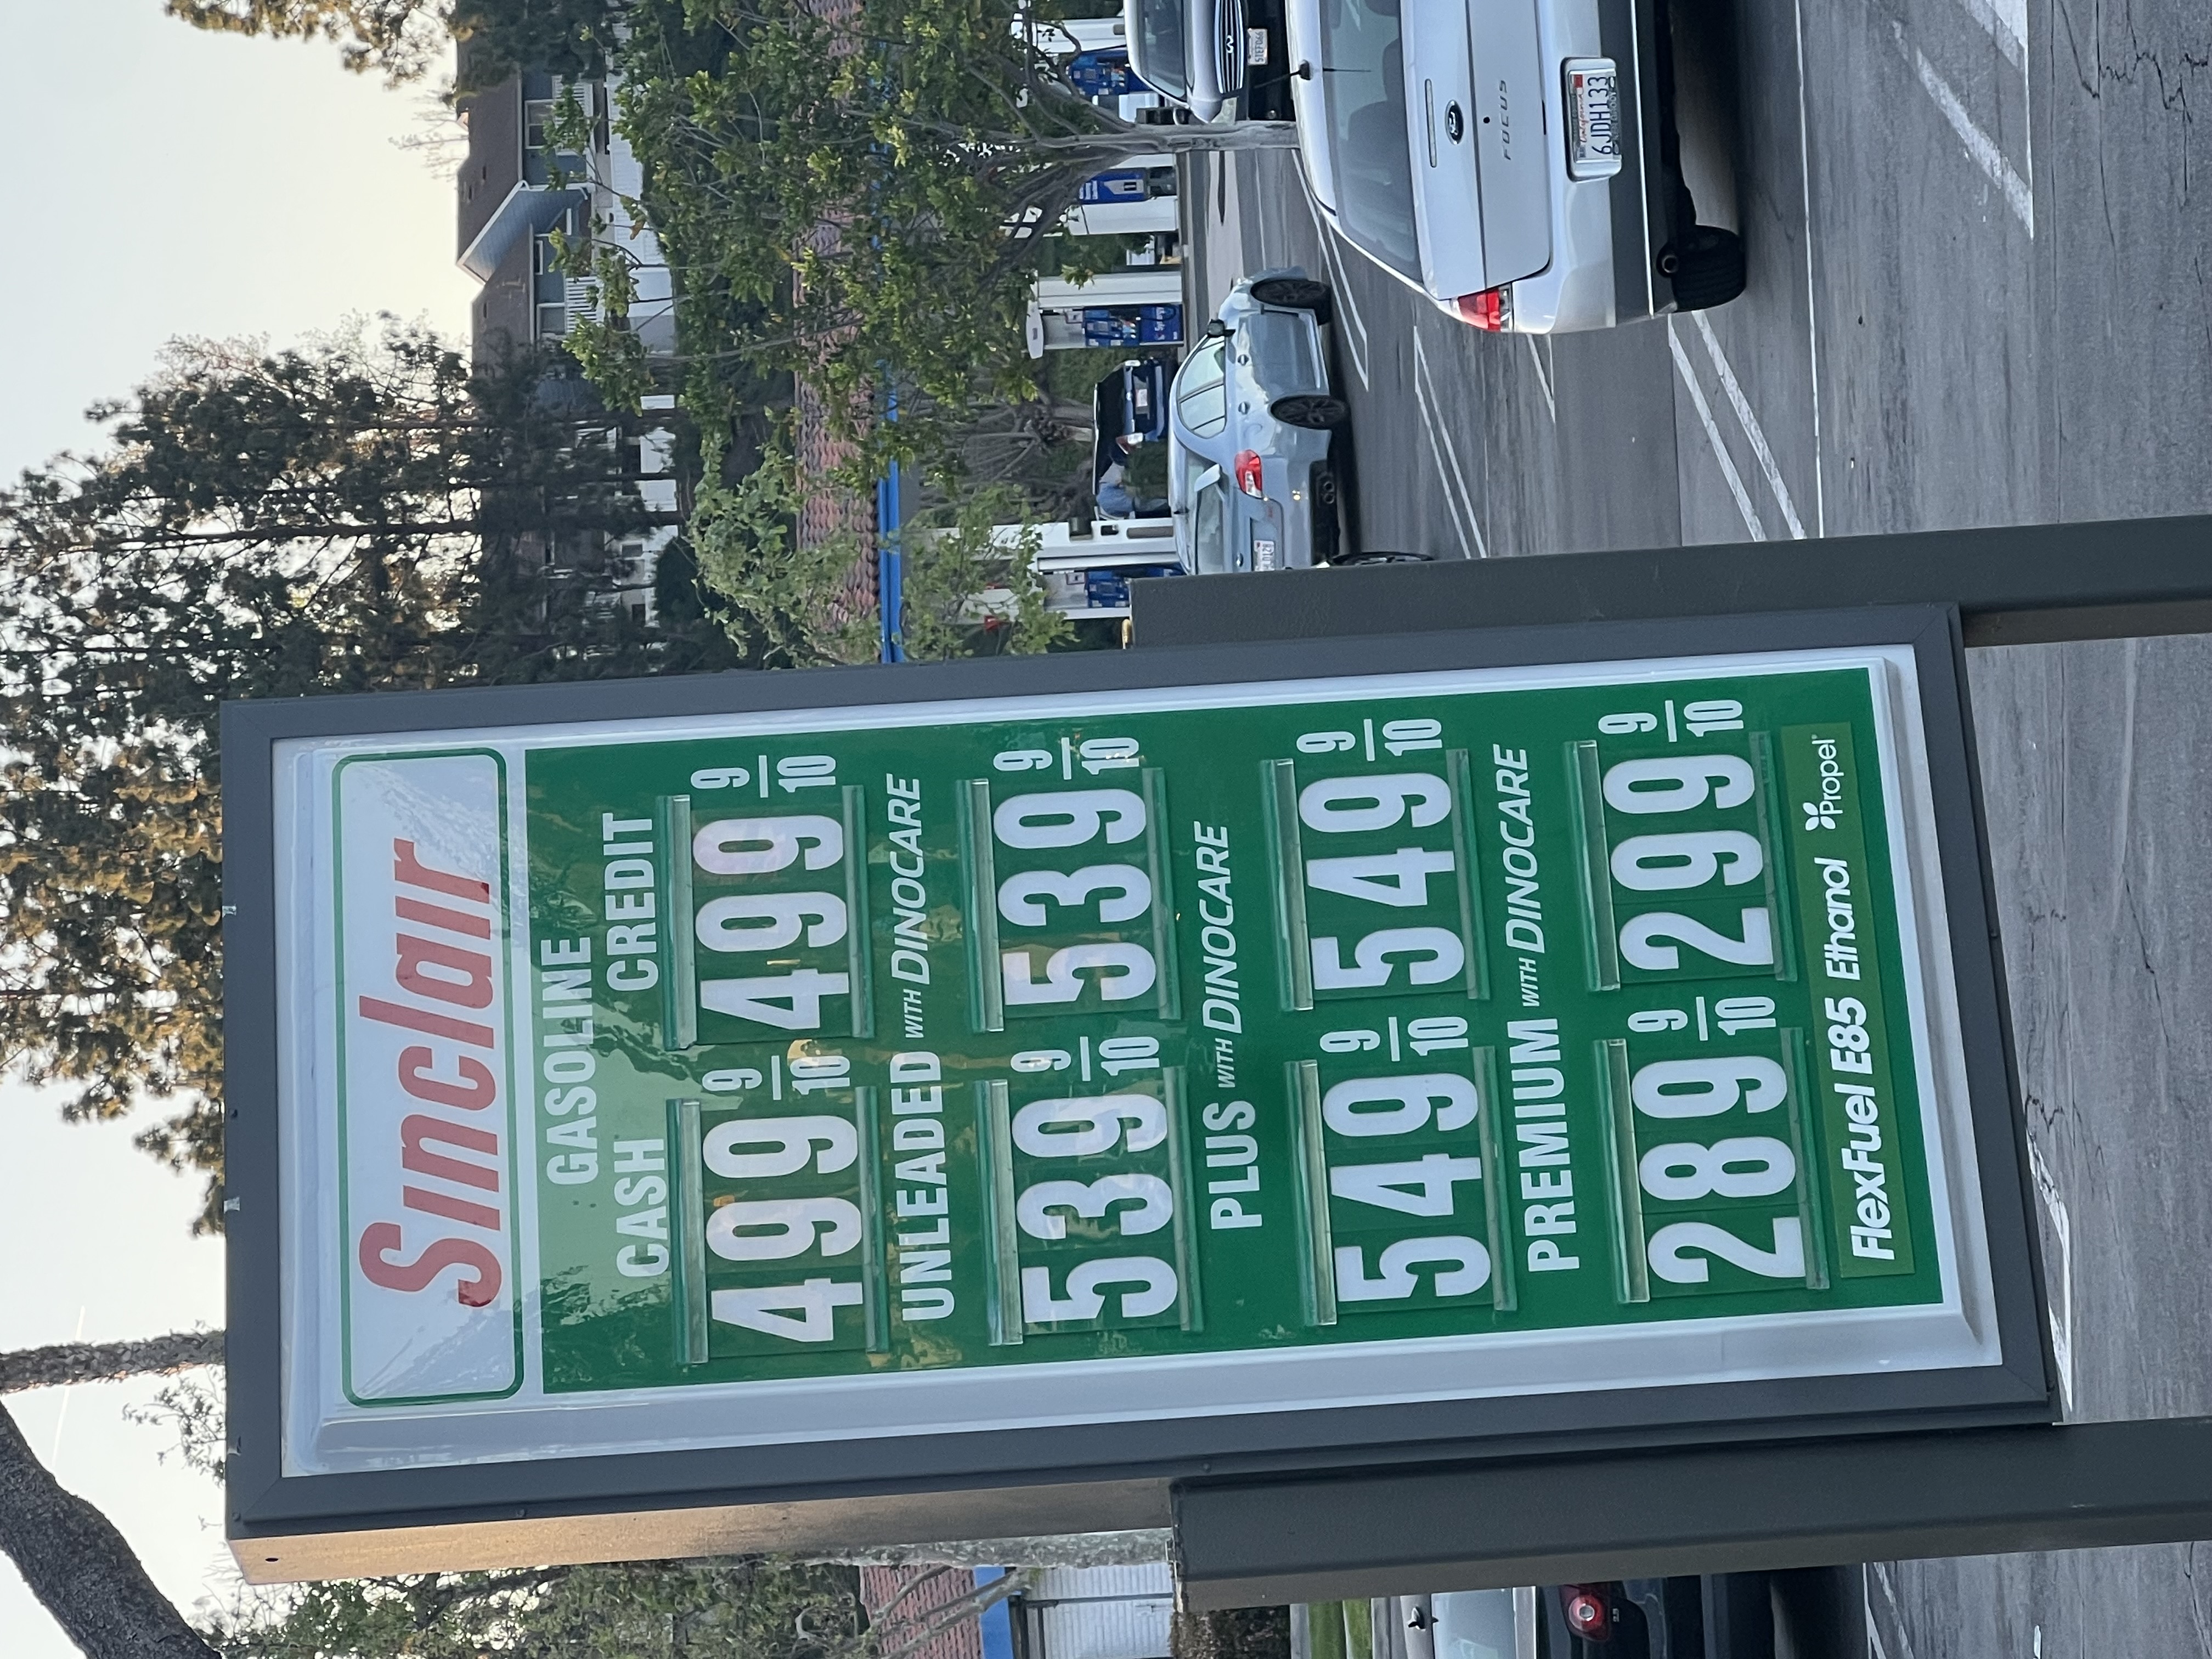 Sinclair
GASOLINE
CASH CREDIT
499 9/10 499 9/10
UNLEADED WITH DINOCARE
539 9/10 539 9/10
PLUS WITH DINOCARE
549 9/10 549 9/10
PREMIUM WITH DINOCARE
289 9/10 299 9/10
FlexFuel E85 Ethanol Propel
Ford
FOCUS
California
6JDH133